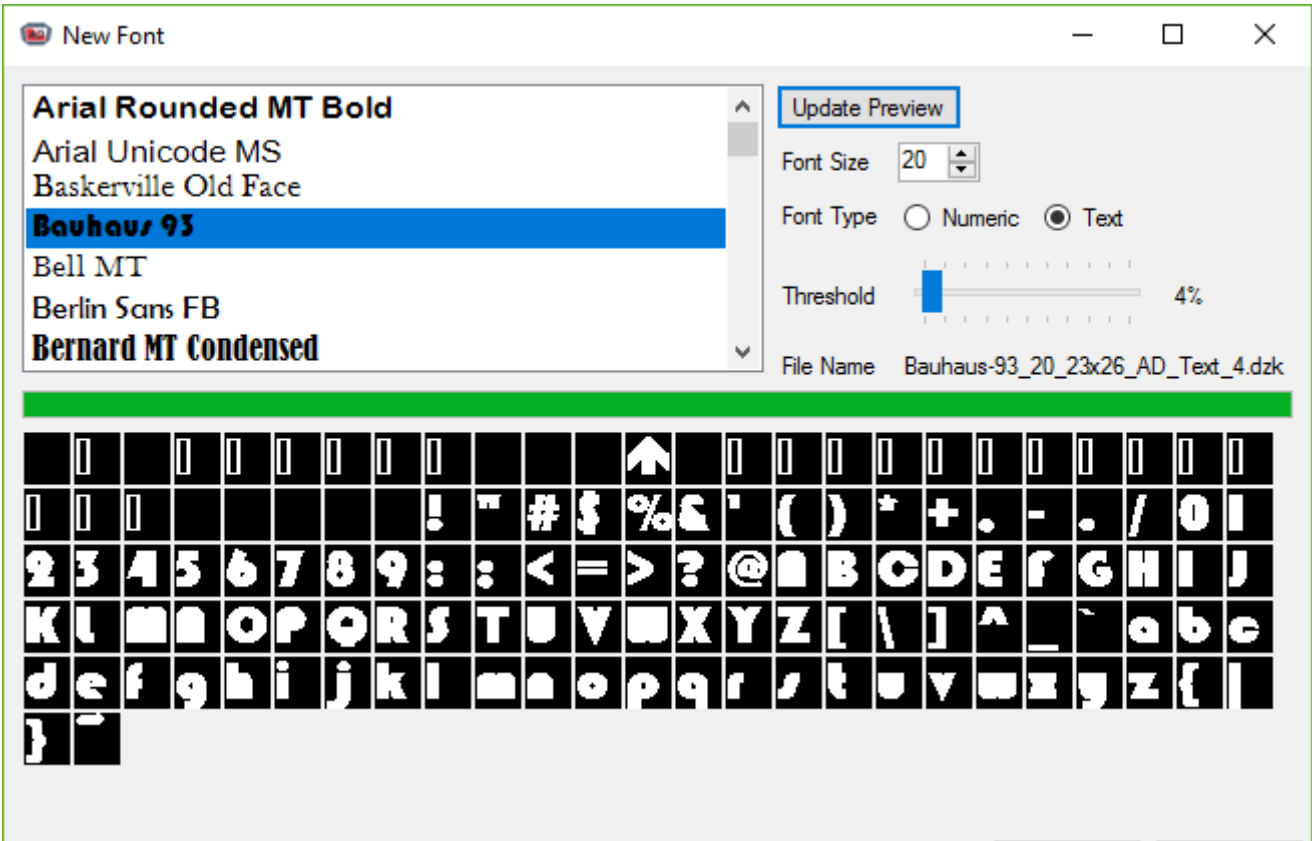 New Font
Arial Rounded MT Bold
Arial Unicode MS
Baskerville Old Face
Bauhaus 93
Bell MT
Berlin Sans FB
Bernard MT Condensed
Update Preview
Font Size 20
Font Type Numeric Text
Threshold 4%
File Name Bauhaus-93_20_23x26_AD_Text_4.dzk
! " # $ % & ' ( ) * + , - . / 0 1
2 3 4 5 6 7 8 9 : ; < = > ? @ A B C D E F G H I J
K L M N O P Q R S T U V W X Y Z [ \ ] ^ _ ` a b c
d e f g h i j k l m n o p q r s t u v w x y z { |
} ~